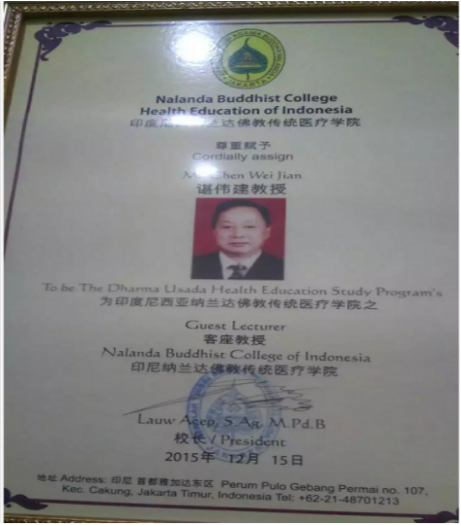 Nalanda Buddhist College
Health Education of Indonesia
印度尼西亚兰达佛教传统医疗学院
尊重赋予
Cordially assign
Chen Wei Jian
谌伟建教授
To be The Dharma Usada Health Education Study Program's
为印度尼西亚纳兰达佛教传统医疗学院之
Guest Lecturer
客座教授
Nalanda Buddhist College of Indonesia
印尼纳兰达佛教传统医疗学院
Lauw Acep, S.Ag, M.Pd.B
校长 / President
2015年 12月 15日
地址 Address: 印尼 首都雅加达东区 Perum Pulo Gebang Permai no. 107,
Kec. Cakung, Jakarta Timur, Indonesia Tel: +62-21-48701213